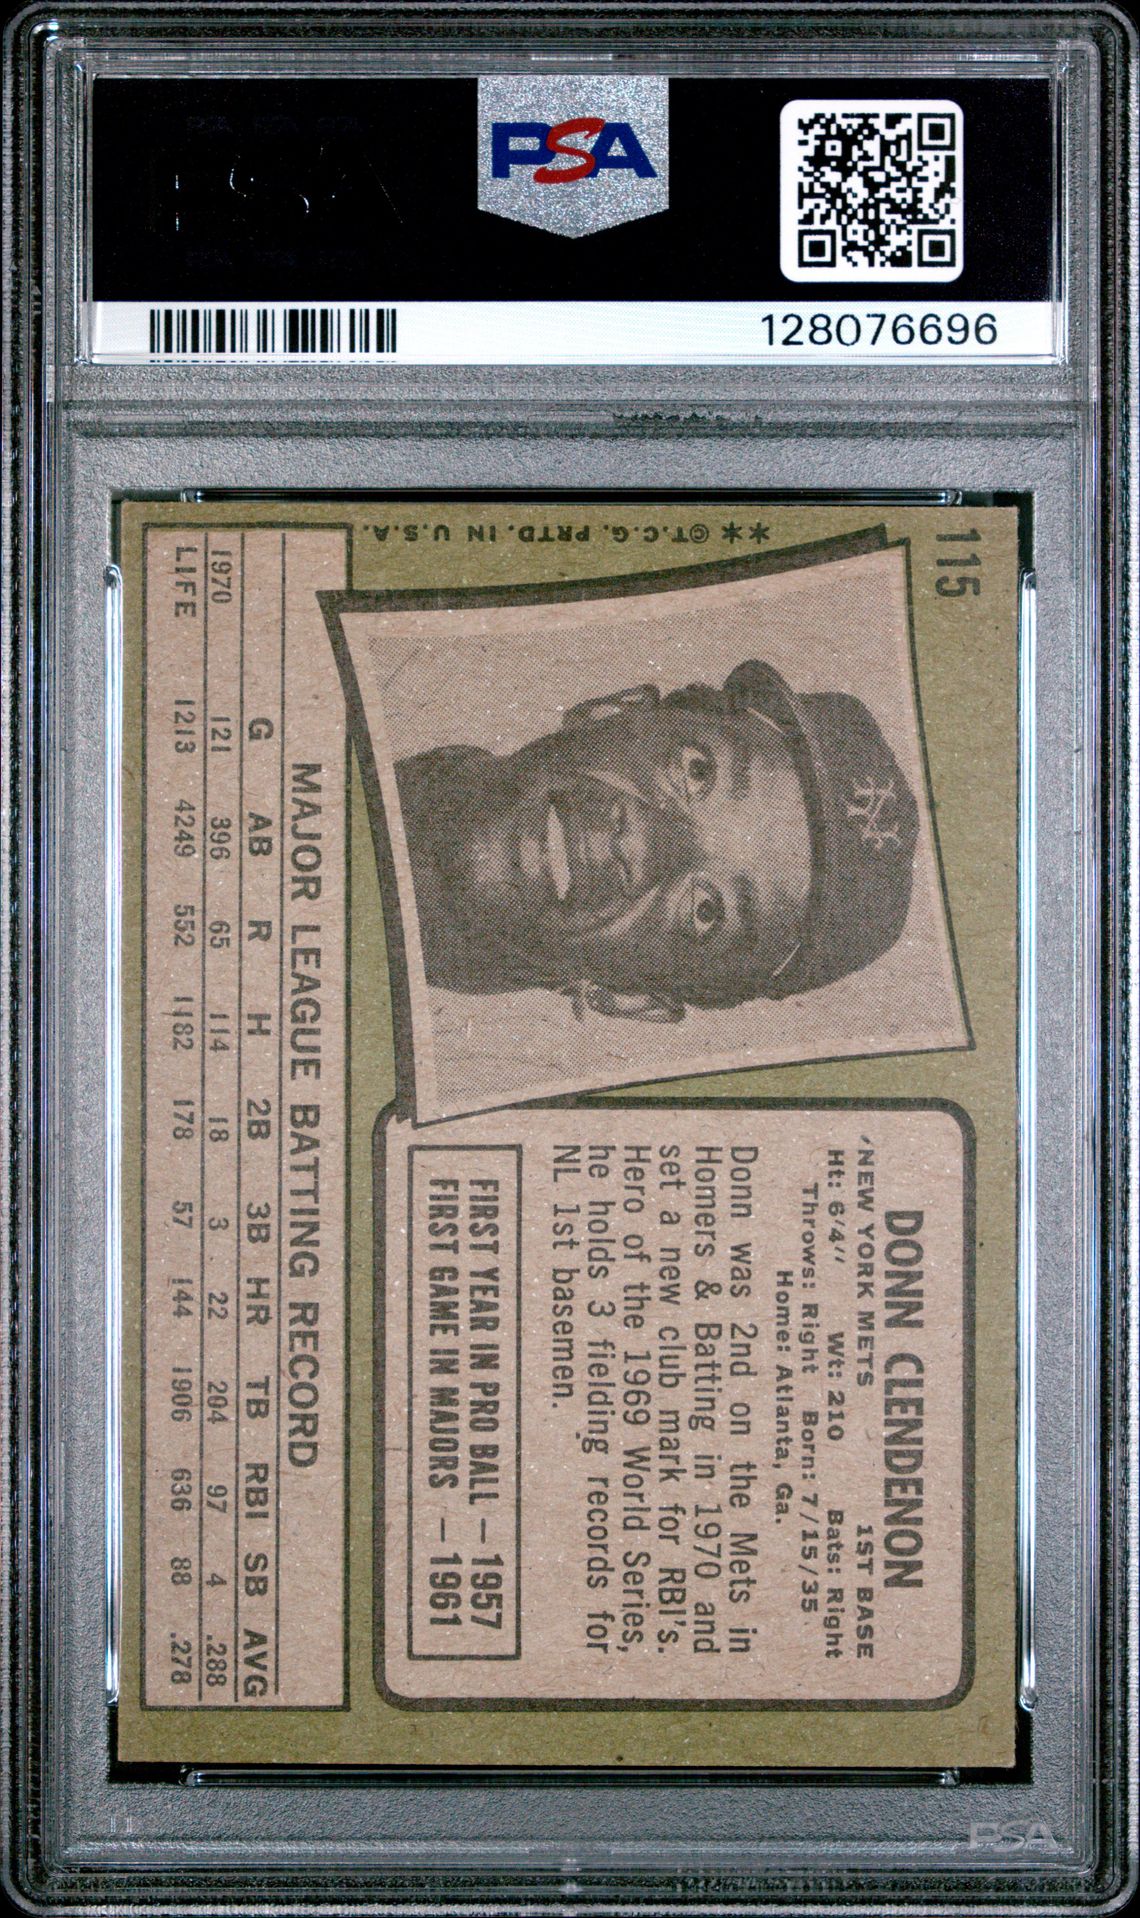 PSA
128076696
115
** ©T.C.G. PRTD. IN U.S.A.
DONN CLENDENON
NEW YORK METS 1ST BASE
Ht: 6'4" Wt: 210 Bats: Right
Throws: Right Born: 7/15/35
Home: Atlanta, Ga.
Donn was 2nd on the Mets in
Homers & Batting in 1970 and
set a new club mark for RBI's.
Hero of the 1969 World Series,
he holds 3 fielding records for
NL 1st basemen.
FIRST YEAR IN PRO BALL — 1957
FIRST GAME IN MAJORS — 1961
MAJOR LEAGUE BATTING RECORD
G AB R H 2B 3B HR TB RBI SB AVG
1970 121 396 65 114 18 3 22 204 97 4 .288
LIFE 1213 4249 552 1182 178 57 144 1906 636 88 .278
PSA